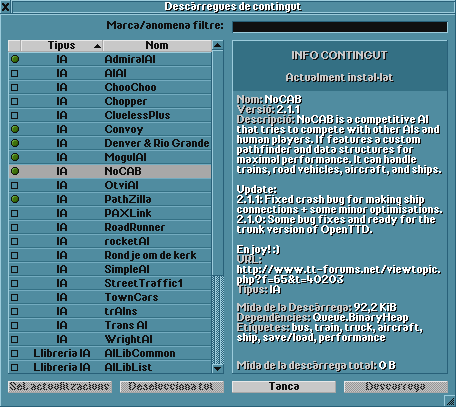 Descàrregues de contingut
Marca/anomena filtre:
Tipus Nom
IA AdmiralAI
IA AIAI
IA ChooChoo
IA Chopper
IA CluelessPlus
IA Convoy
IA Denver & Rio Grande
IA MogulAI
IA NoCAB
IA OtviAI
IA PathZilla
IA PAXLink
IA RoadRunner
IA rocketAI
IA Rondje om de kerk
IA SimpleAI
IA StreetTraffic1
IA TownCars
IA trAIns
IA Trans AI
IA WrightAI
Llibreria IA AILibCommon
Llibreria IA AILibList
INFO CONTINGUT
Actualment instal·lat
Nom: NoCAB
Versió: 2.1.1
Descripció: NoCAB is a competitive AI
that tries to compete with other AIs and
human players. If features a custom
pathfinder and data structures for
maximal performance. It can handle
trains, road vehicles, aircraft, and ships.
Update:
2.1.1: Fixed crash bug for making ship
connections + some minor optimisations.
2.1.0: Some bug fixes and ready for the
trunk version of OpenTTD.
Enjoy! :)
URL:
http://www.tt-forums.net/viewtopic.
php?f=65&t=40203
Tipus: IA
Mida de la Descàrrega: 92,2 KiB
Dependències: Queue.BinaryHeap
Etiquetes: bus, train, truck, aircraft,
ship, save/load, performance
Mida de la descàrrega total: 0 B
Sel. actualitzacions Deselecciona tot Tanca Descàrrega